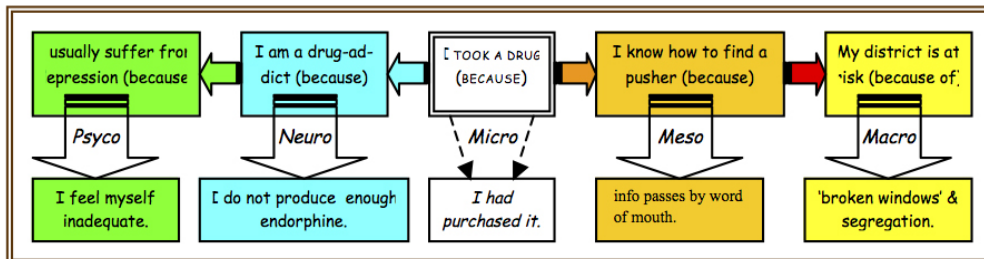 usually suffer from
epression (because
I am a drug-ad-
dict (because)
I TOOK A DRUG
(BECAUSE)
I know how to find a
pusher (because)
My district is at
risk (because of)
Psyco
Neuro
Micro
Meso
Macro
I feel myself
inadequate.
I do not produce enough
endorphine.
I had
purchased it.
info passes by word
of mouth.
'broken windows' &
segregation.